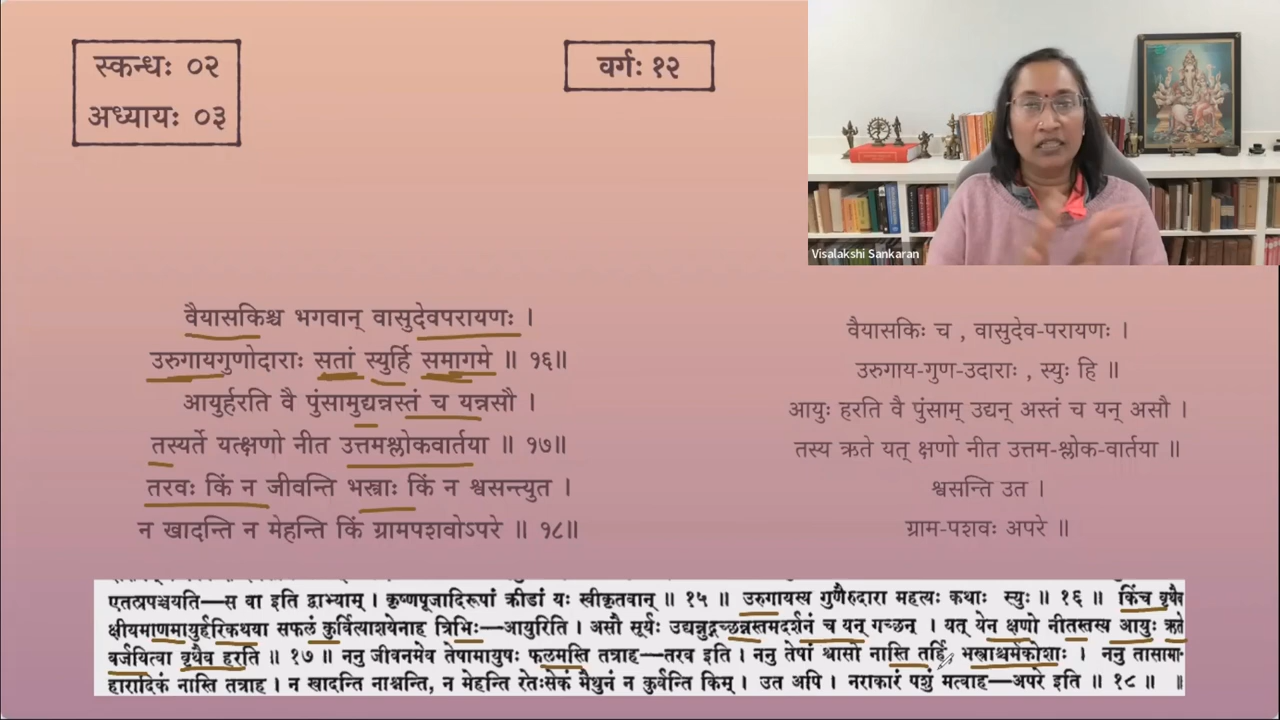 स्कन्धः ०२
अध्यायः ०३
वर्गः १२
Visalakshi Sankaran
वैयासकिश्च भगवान् वासुदेवपरायणः ।
उरुगायगुणोदाराः सतां स्युर्हि समागमे ॥ १६॥
आयुर्हरति वै पुंसामुद्यन्नस्तं च यन्नसौ ।
तस्यर्ते यत्क्षणो नीत उत्तमश्लोकवार्तया ॥ १७॥
तरवः किं न जीवन्ति भस्त्राः किं न श्वसन्त्युत ।
न खादन्ति न मेहन्ति किं ग्रामपशवोऽपरे ॥ १८॥
वैयासकिः च , वासुदेव-परायणः ।
उरुगाय-गुण-उदाराः , स्युः हि ॥
आयुः हरति वै पुंसाम् उद्यन् अस्तं च यन् असौ ।
तस्य ऋते यत् क्षणो नीत उत्तम-श्लोक-वार्तया ॥
श्वसन्ति उत ।
ग्राम-पशवः अपरे ॥
एतत्प्रपञ्चयति—स वा इति द्वाभ्याम् । कृष्णपूजादिरूपां क्रीडां यः स्वीकृतवान् ॥ १५ ॥ उरुगायस्य गुणैरुदारा महत्यः कथाः स्युः ॥ १६ ॥ किंच वृथैव
क्षीयमाणमायुर्हरिकथया सफलं कुर्वित्याशयेनाह त्रिभिः—आयुरिति । असौ सूर्यः उद्यन्नुद्गच्छन्नस्तमदर्शनं च यन् गच्छन् । यत् येन क्षणो नीतस्तस्य आयुः ऋते
वर्जयित्वा वृथैव हरति ॥ १७ ॥ ननु जीवनमेव तेषामायुषः फलमस्ति तत्राह—तरव इति । ननु तेषां श्वासो नास्ति तर्हि भस्त्राश्चर्मकोशाः । ननु तासामा-
हारादिकं नास्ति तत्राह । न खादन्ति नाश्नन्ति, न मेहन्ति रेतःसेकं मैथुनं न कुर्वन्ति किम् । उत अपि । नराकारं पशुं मत्वाह—अपरे इति ॥ १८ ॥ ॥